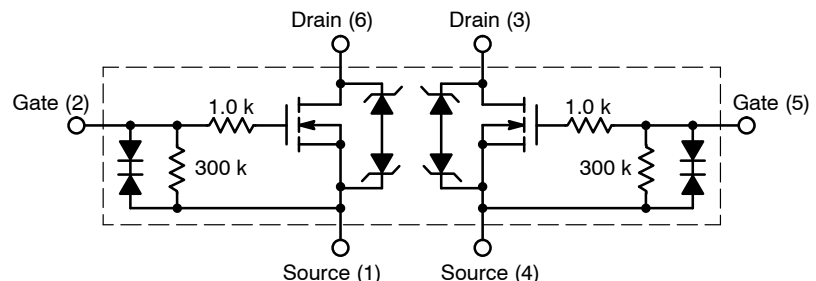 Drain (6)
Drain (3)
Gate (2)
1.0 k
1.0 k
Gate (5)
300 k
300 k
Source (1)
Source (4)